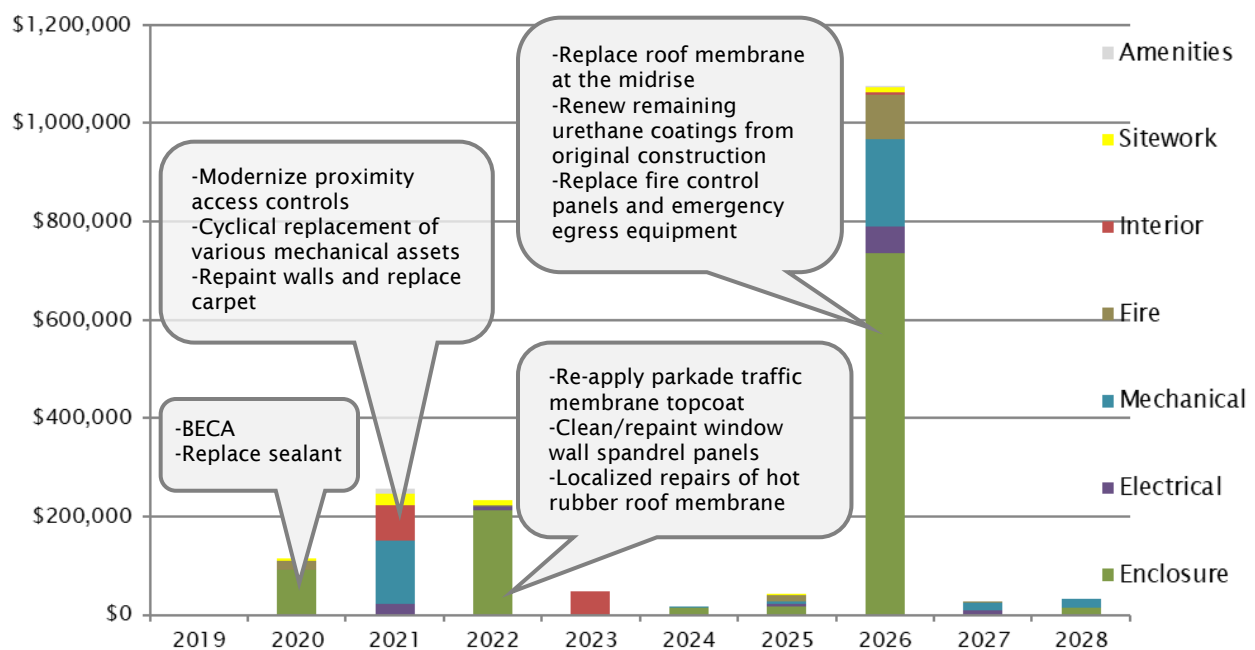 $1,200,000
$1,000,000
$800,000
$600,000
$400,000
$200,000
$0
-Modernize proximity
access controls
-Cyclical replacement of
various mechanical assets
-Repaint walls and replace
carpet
-BECA
-Replace sealant
-Replace roof membrane
at the midrise
-Renew remaining
urethane coatings from
original construction
-Replace fire control
panels and emergency
egress equipment
-Re-apply parkade traffic
membrane topcoat
-Clean/repaint window
wall spandrel panels
-Localized repairs of hot
rubber roof membrane
Amenities
Sitework
Interior
Fire
Mechanical
Electrical
Enclosure
2019 2020 2021 2022 2023 2024 2025 2026 2027 2028